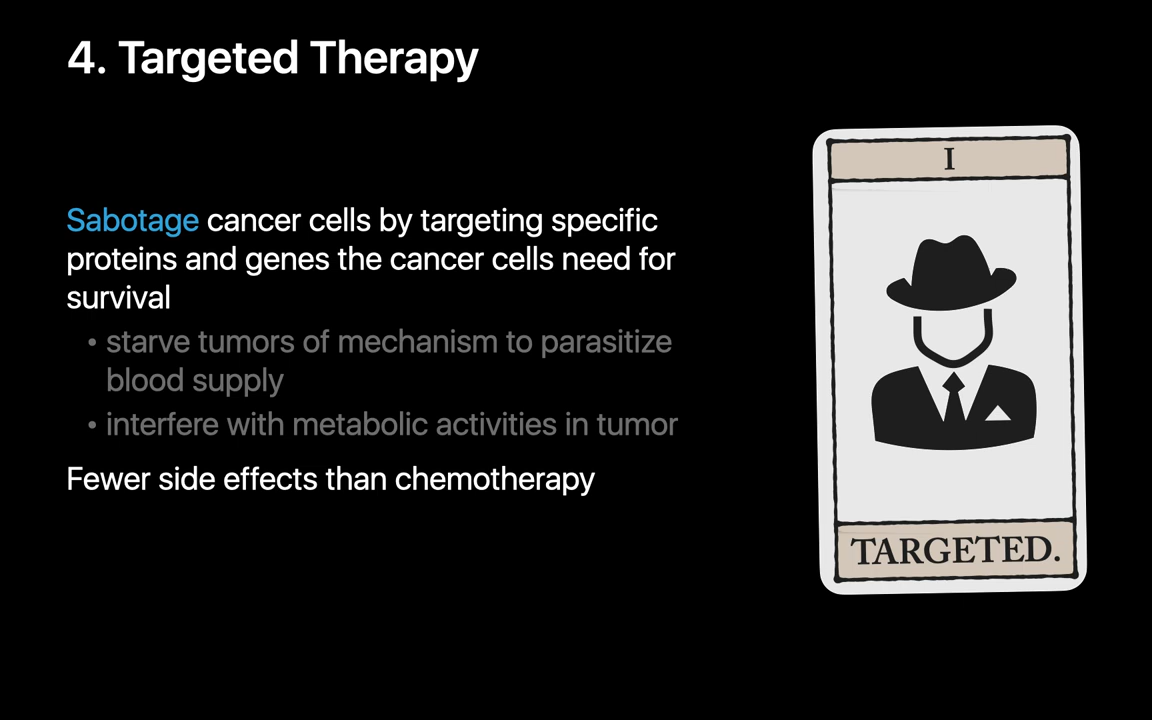 4. Targeted Therapy
Sabotage cancer cells by targeting specific
proteins and genes the cancer cells need for
survival
• starve tumors of mechanism to parasitize
blood supply
• interfere with metabolic activities in tumor
Fewer side effects than chemotherapy
I
TARGETED.